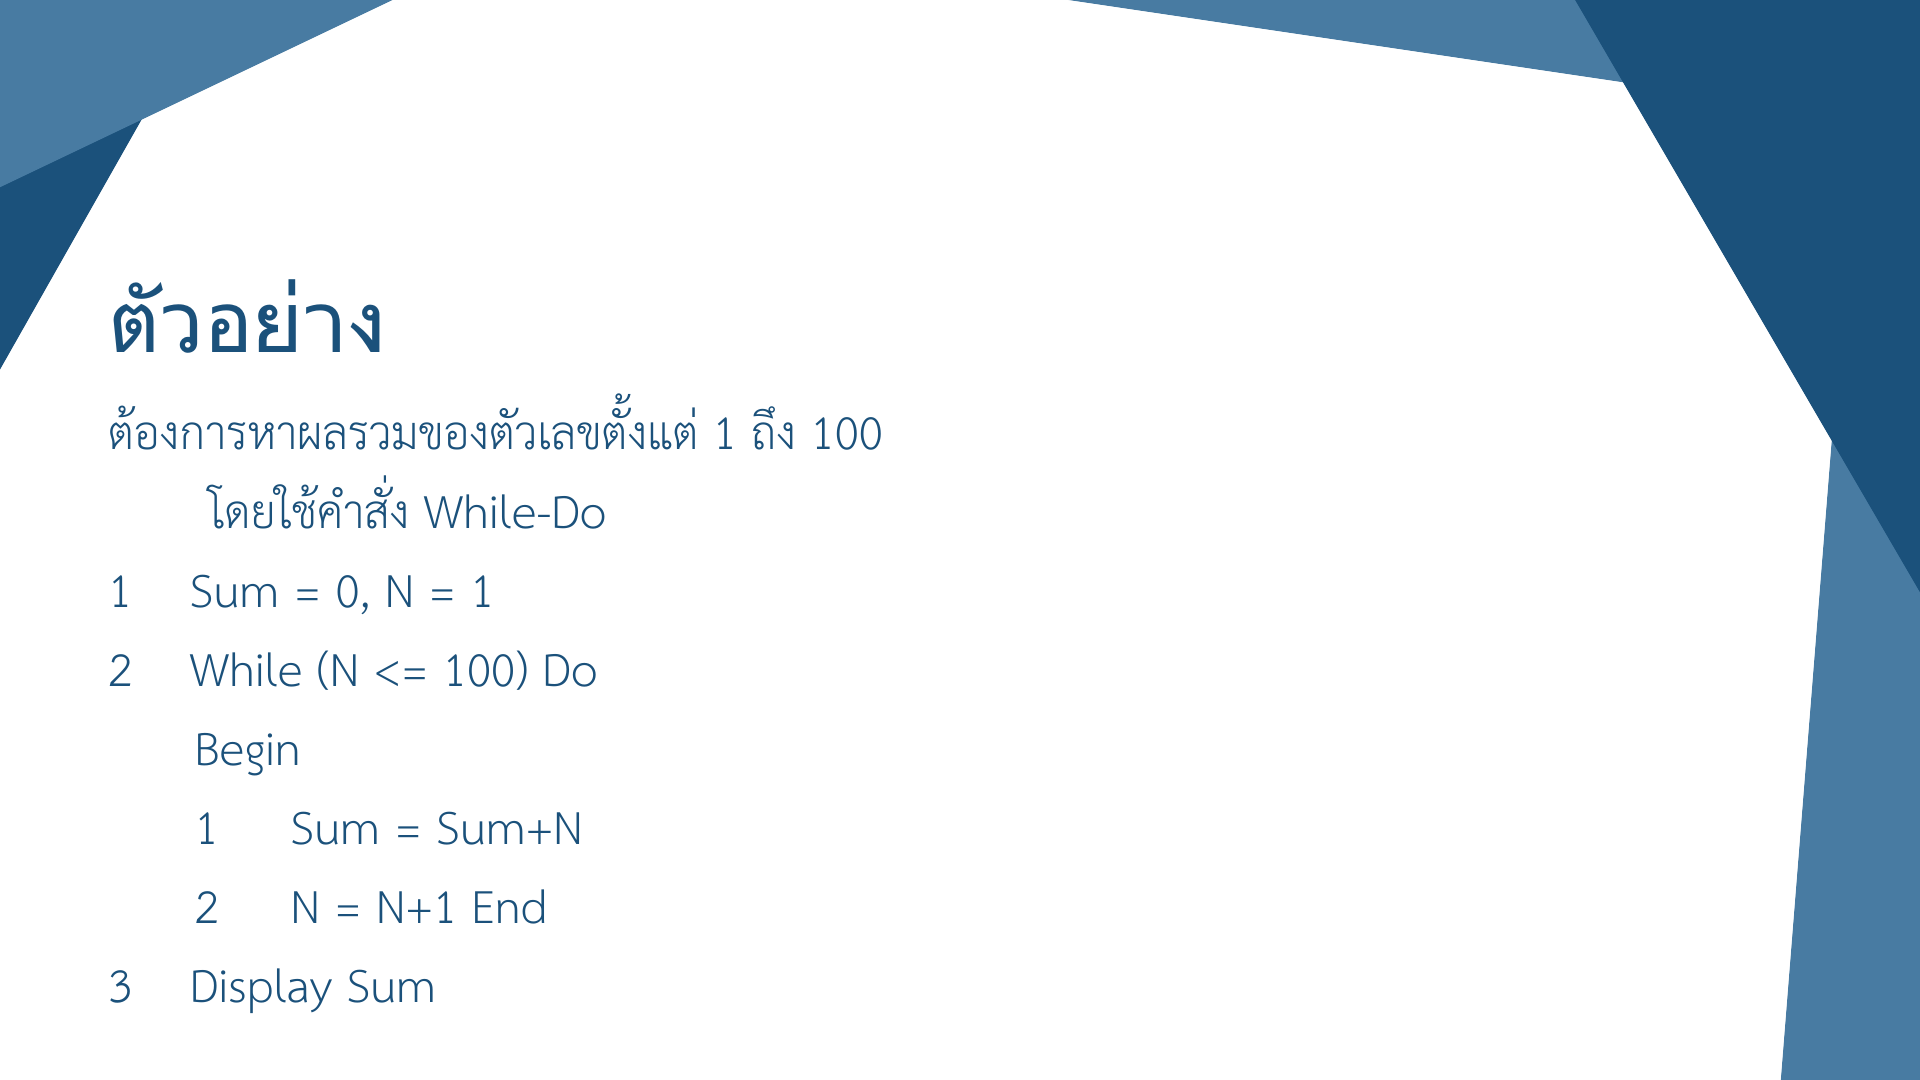 ตัวอย่าง
ต้องการหาผลรวมของตัวเลขตั้งแต่ 1 ถึง 100
โดยใช้คำสั่ง While-Do
1 Sum = 0, N = 1
2 While (N <= 100) Do
Begin
1 Sum = Sum+N
2 N = N+1 End
3 Display Sum